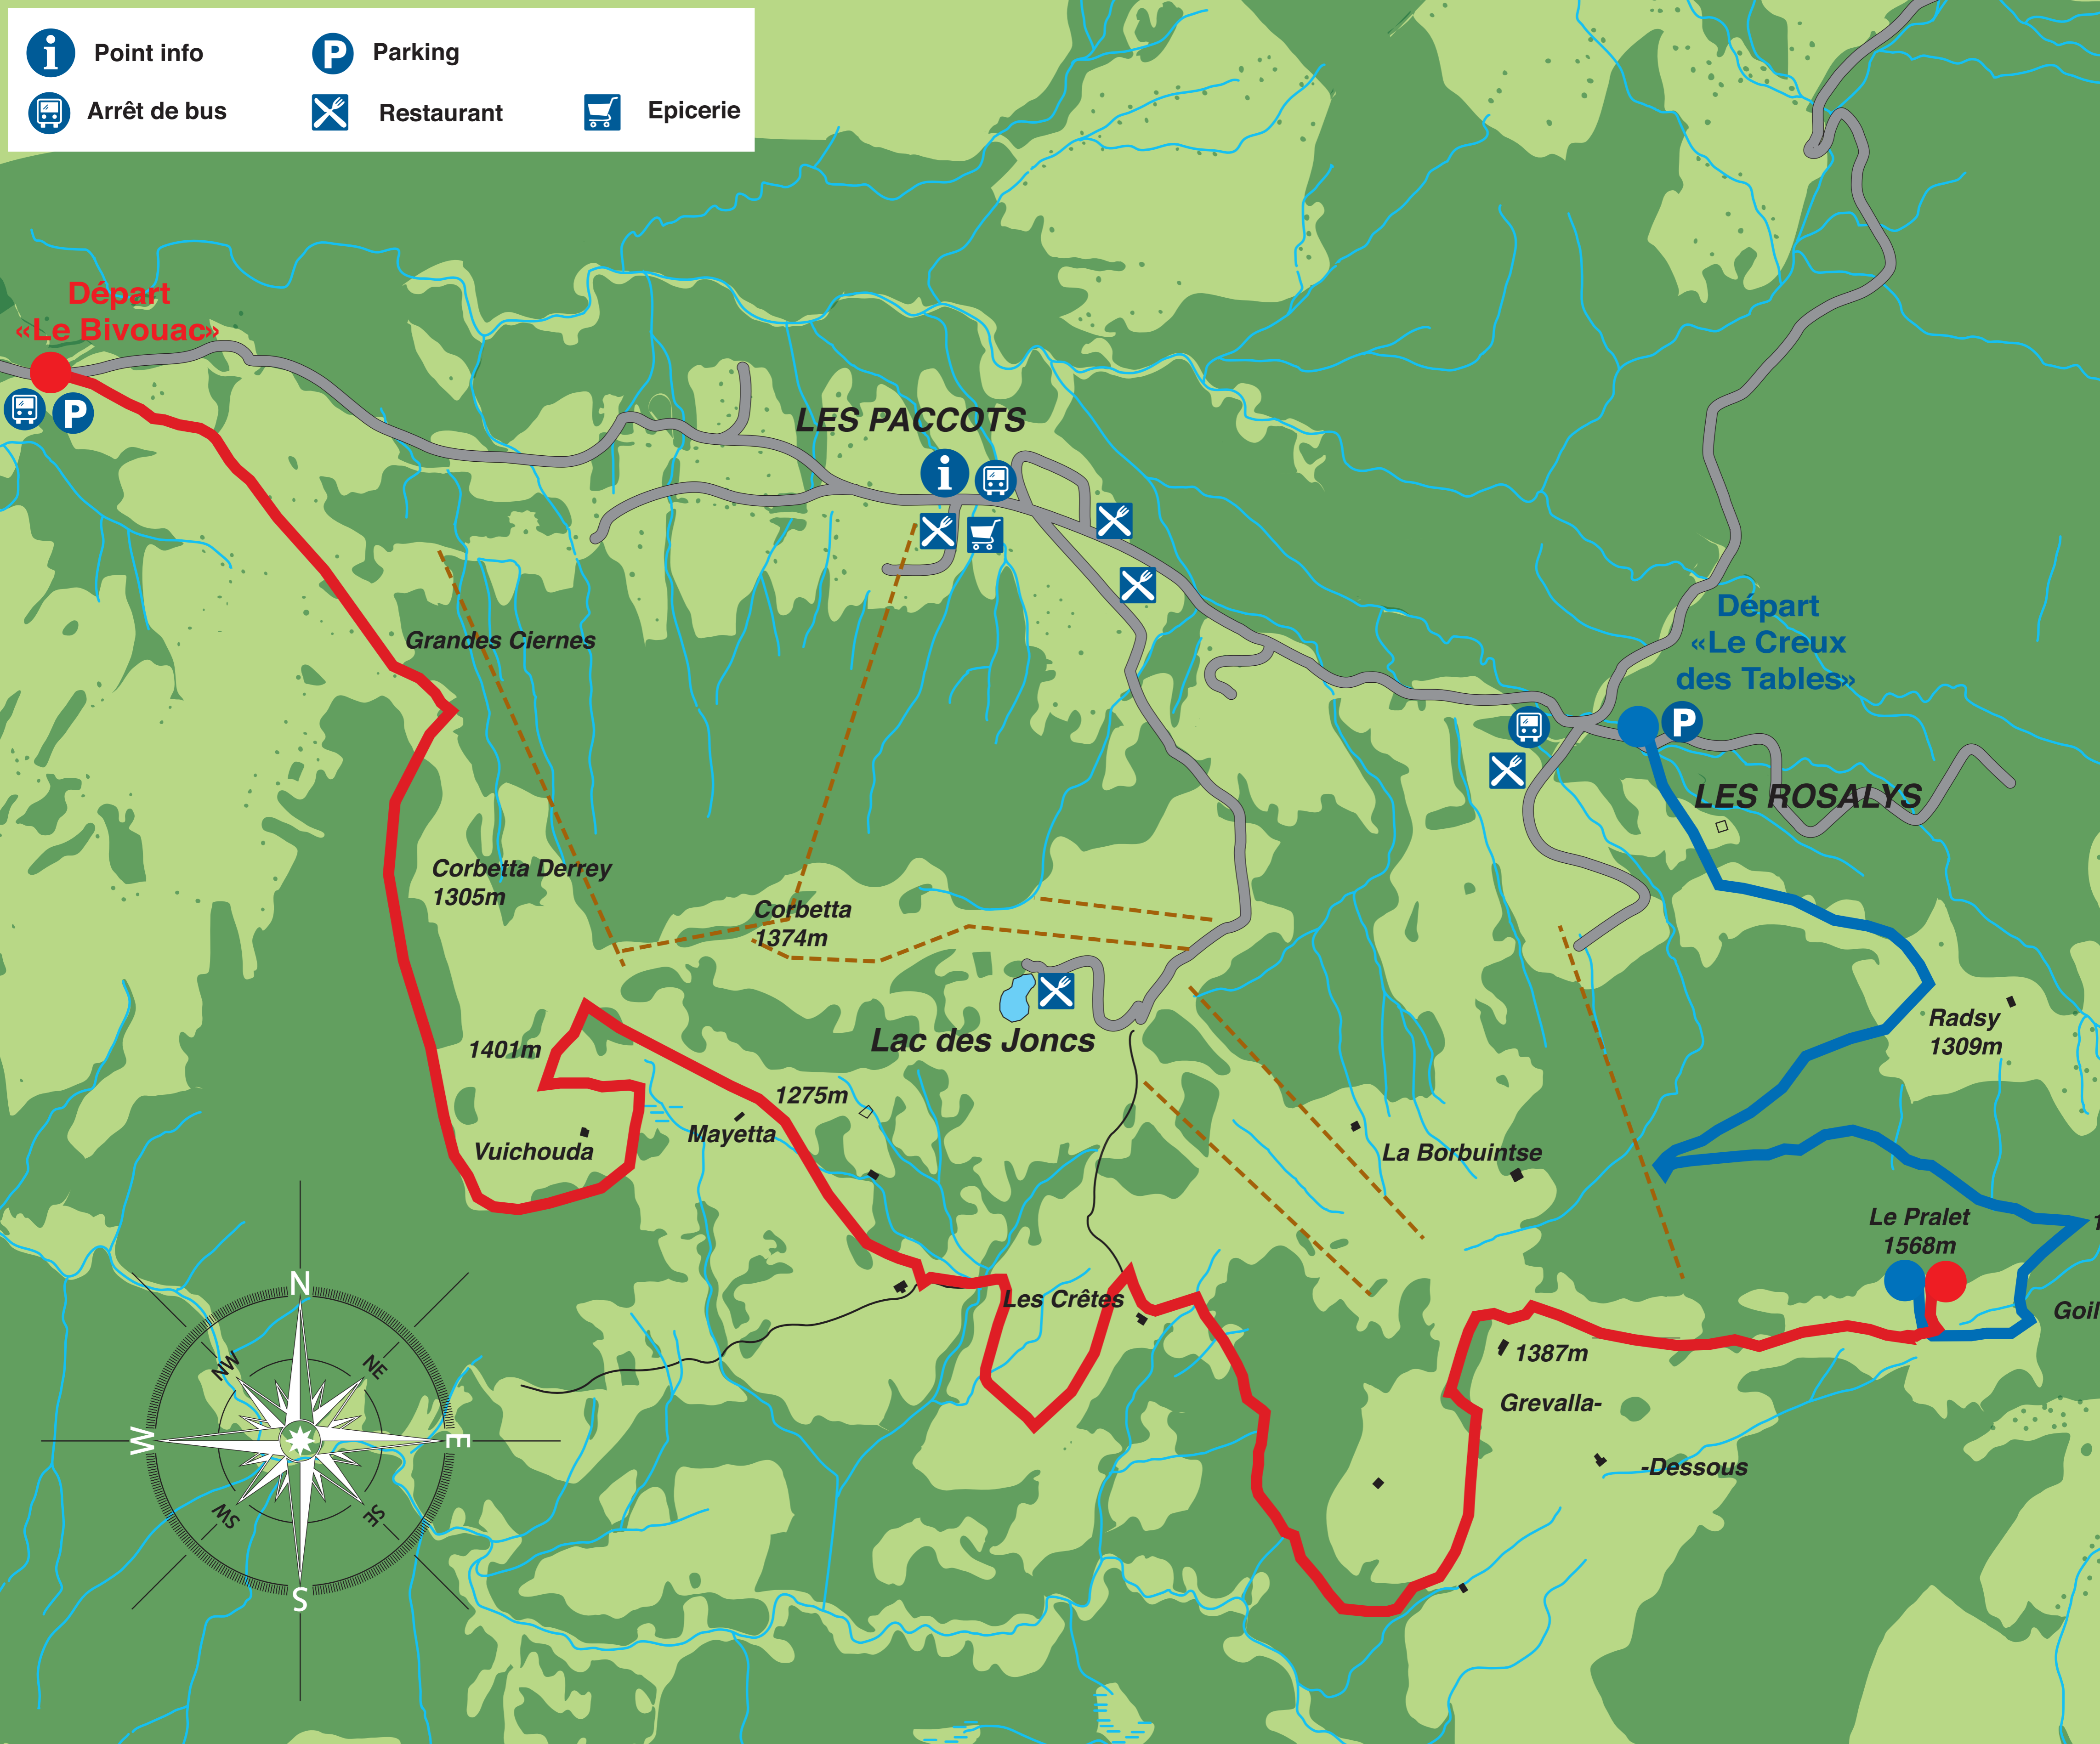 Point info
Parking
Arrêt de bus
Restaurant
Epicerie
Départ
«Le Bivouac»
LES PACCOTS
Départ
«Le Creux
des Tables»
Grandes Ciernes
LES ROSALYS
Corbetta Derrey
1305m
Corbetta
1374m
Radsy
1309m
Lac des Joncs
1401m
1275m
Mayetta
Vuichouda
La Borbuintse
Le Pralet
1568m
1
Les Crêtes
Goil
1387m
Grevalla-
-Dessous
N
NW
NE
W
E
SW
SE
S